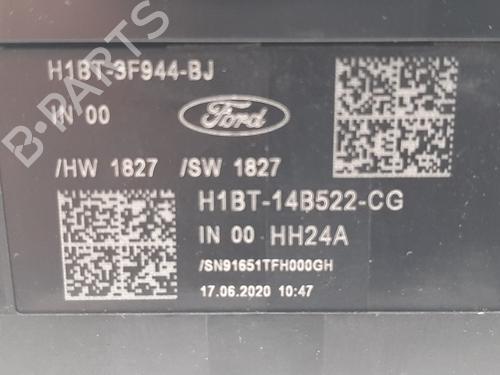 B-PARTS
H1BT-3F944-BJ
IN 00
Ford
/HW 1827 /SW 1827
H1BT-14B522-CG
IN 00 HH24A
/SN91651TFH000GH
17.06.2020 10:47